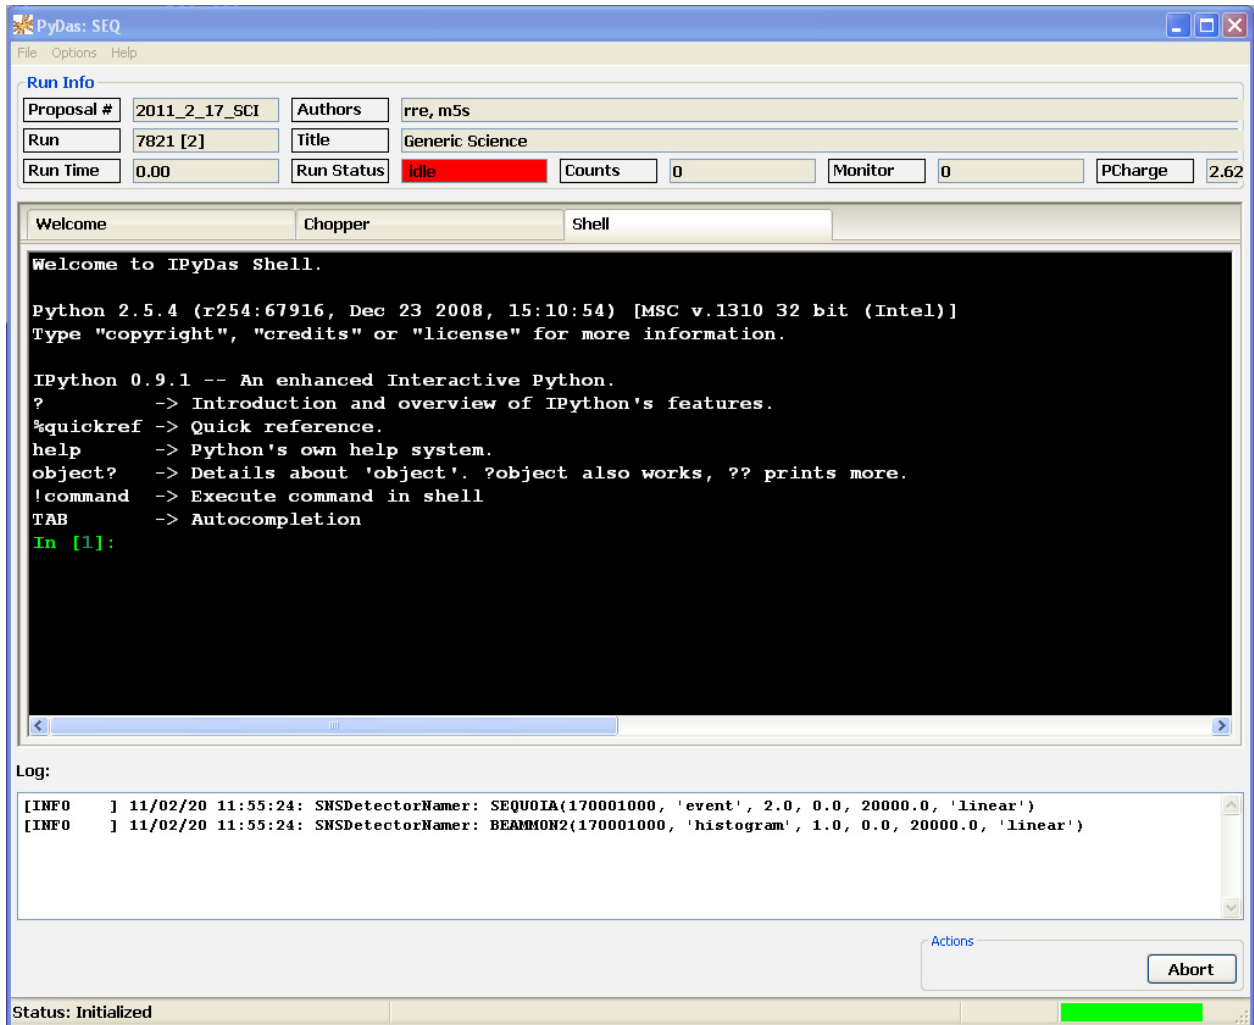 PyDas: SEQ
File Options Help
Run Info
Proposal # 2011_2_17_SCI Authors rre, m5s
Run 7821 [2] Title Generic Science
Run Time 0.00 Run Status idle Counts 0 Monitor 0 PCharge 2.62
Welcome Chopper Shell
Welcome to IPyDas Shell.
Python 2.5.4 (r254:67916, Dec 23 2008, 15:10:54) [MSC v.1310 32 bit (Intel)]
Type "copyright", "credits" or "license" for more information.
IPython 0.9.1 -- An enhanced Interactive Python.
? -> Introduction and overview of IPython's features.
%quickref -> Quick reference.
help -> Python's own help system.
object? -> Details about 'object'. ?object also works, ?? prints more.
!command -> Execute command in shell
TAB -> Autocompletion
In [1]:
Log:
[INFO ] 11/02/20 11:55:24: SNSDetectorNamer: SEQUOIA(170001000, 'event', 2.0, 0.0, 20000.0, 'linear')
[INFO ] 11/02/20 11:55:24: SNSDetectorNamer: BEAMMON2(170001000, 'histogram', 1.0, 0.0, 20000.0, 'linear')
Actions
Abort
Status: Initialized